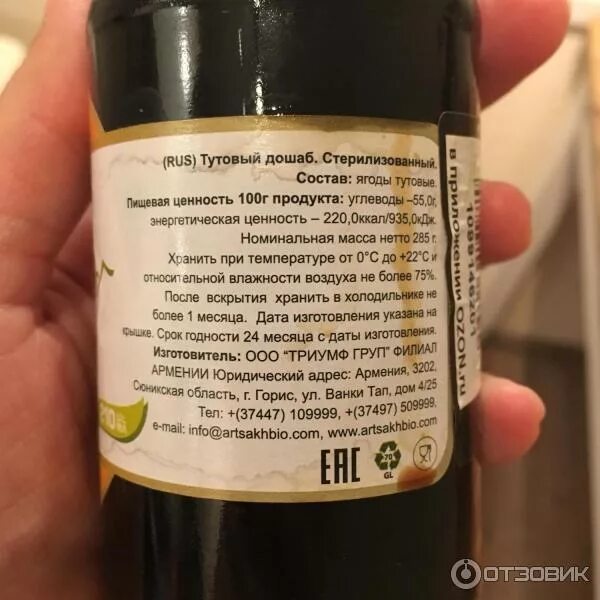 (RUS) Тутовый дошаб. Стерилизованный.
Состав: ягоды тутовые.
Пищевая ценность 100г продукта: углеводы –55,0г,
энергетическая ценность – 220,0ккал/935,0кДж.
Номинальная масса нетто 285 г.
Хранить при температуре от 0°С до +22°С и
относительной влажности воздуха не более 75%.
После вскрытия хранить в холодильнике не
более 1 месяца. Дата изготовления указана на
крышке. Срок годности 24 месяца с даты изготовления.
Изготовитель: ООО "ТРИУМФ ГРУП" ФИЛИАЛ
АРМЕНИИ Юридический адрес: Армения, 3202,
Сюникская область, г. Горис, ул. Ванки Тап, дом 4/25
Тел: +(37447) 109999, +(37497) 509999,
e-mail: info@artsakhbio.com, www.artsakhbio.com
EAC
70
GL
в приложении OZON.ru
ОТЗОВИК